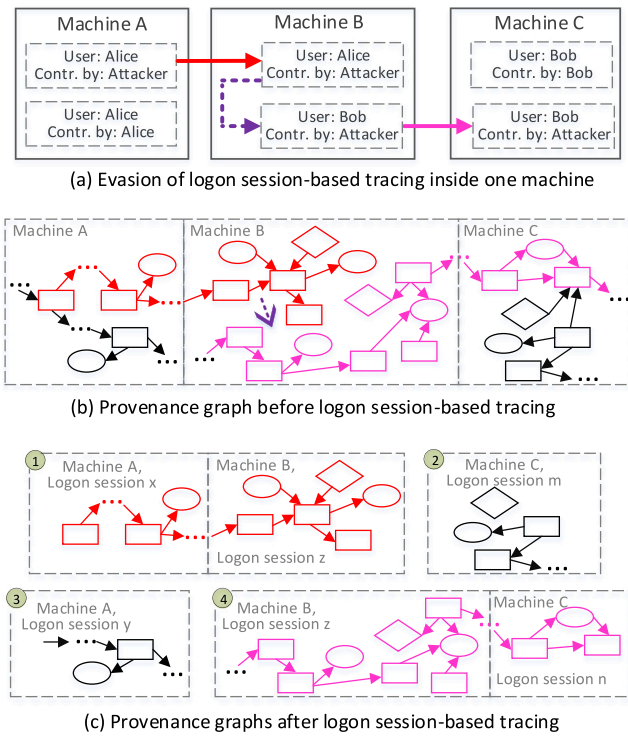 Machine A
Machine B
Machine C
User: Alice
Contr. by: Attacker
User: Alice
Contr. by: Attacker
User: Bob
Contr. by: Bob
User: Alice
Contr. by: Alice
User: Bob
Contr. by: Attacker
User: Bob
Contr. by: Attacker
(a) Evasion of logon session-based tracing inside one machine
Machine A
Machine B
Machine C
(b) Provenance graph before logon session-based tracing
1
Machine A,
Logon session x
Machine B,
Logon session z
2
Machine C,
Logon session m
3
Machine A,
Logon session y
4
Machine B,
Logon session z
Machine C
Logon session n
(c) Provenance graphs after logon session-based tracing